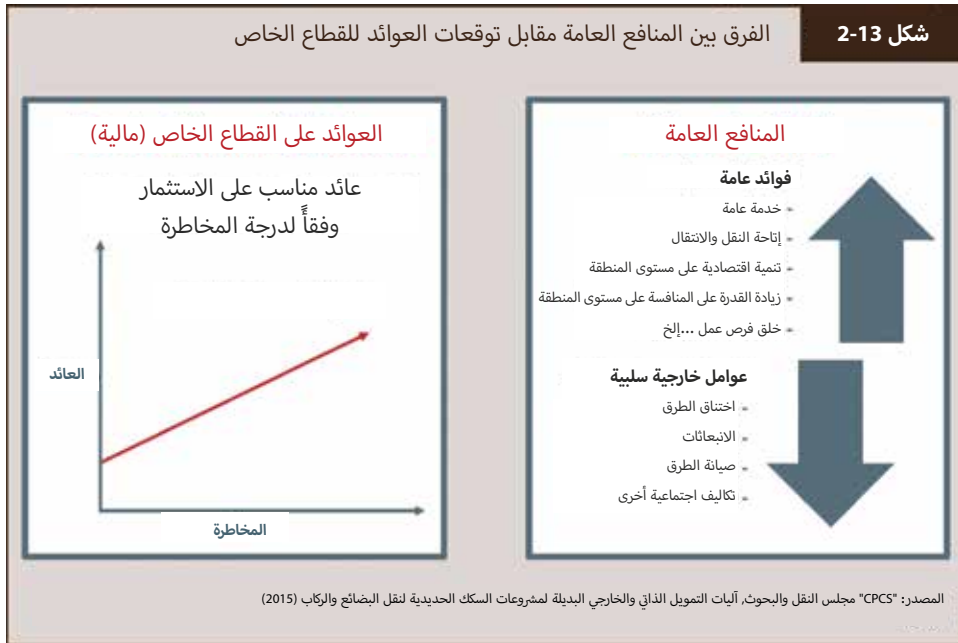 شكل 13-2
الفرق بين المنافع العامة مقابل توقعات العوائد للقطاع الخاص
المنافع العامة
فوائد عامة
- خدمة عامة
- إتاحة النقل والانتقال
- تنمية اقتصادية على مستوى المنطقة
- زيادة القدرة على المنافسة على مستوى المنطقة
- خلق فرص عمل ...إلخ
عوامل خارجية سلبية
- اختناق الطرق
- الانبعاثات
- صيانة الطرق
- تكاليف اجتماعية أخرى
العوائد على القطاع الخاص (مالية)
عائد مناسب على الاستثمار
وفقاً لدرجة المخاطرة
العائد
المخاطرة
المصدر: "CPCS" مجلس النقل والبحوث, آليات التمويل الذاتي والخارجي البديلة لمشروعات السكك الحديدية لنقل البضائع والركاب (2015)